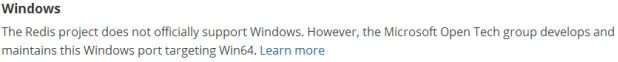 Windows
The Redis project does not officially support Windows. However, the Microsoft Open Tech group develops and
maintains this Windows port targeting Win64. Learn more